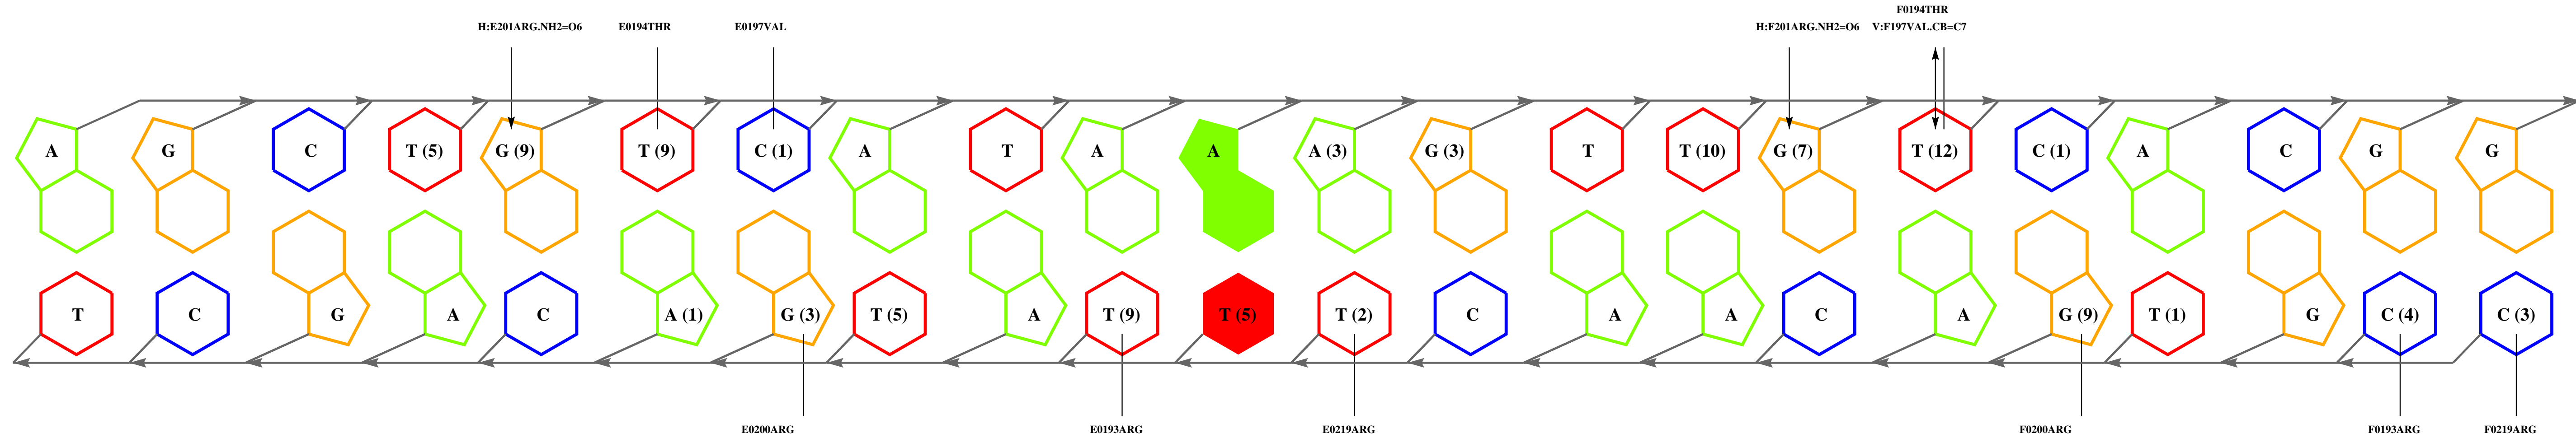 F0194THR
H:E201ARG.NH2=O6 E0194THR E0197VAL H:F201ARG.NH2=O6 V:F197VAL.CB=C7
A G C T (5) G (9) T (9) C (1) A T A A A (3) G (3) T T (10) G (7) T (12) C (1) A C G G
T C G A C A (1) G (3) T (5) A T (9) T (5) T (2) C A A C A G (9) T (1) G C (4) C (3)
E0200ARG E0193ARG E0219ARG F0200ARG F0193ARG F0219ARG